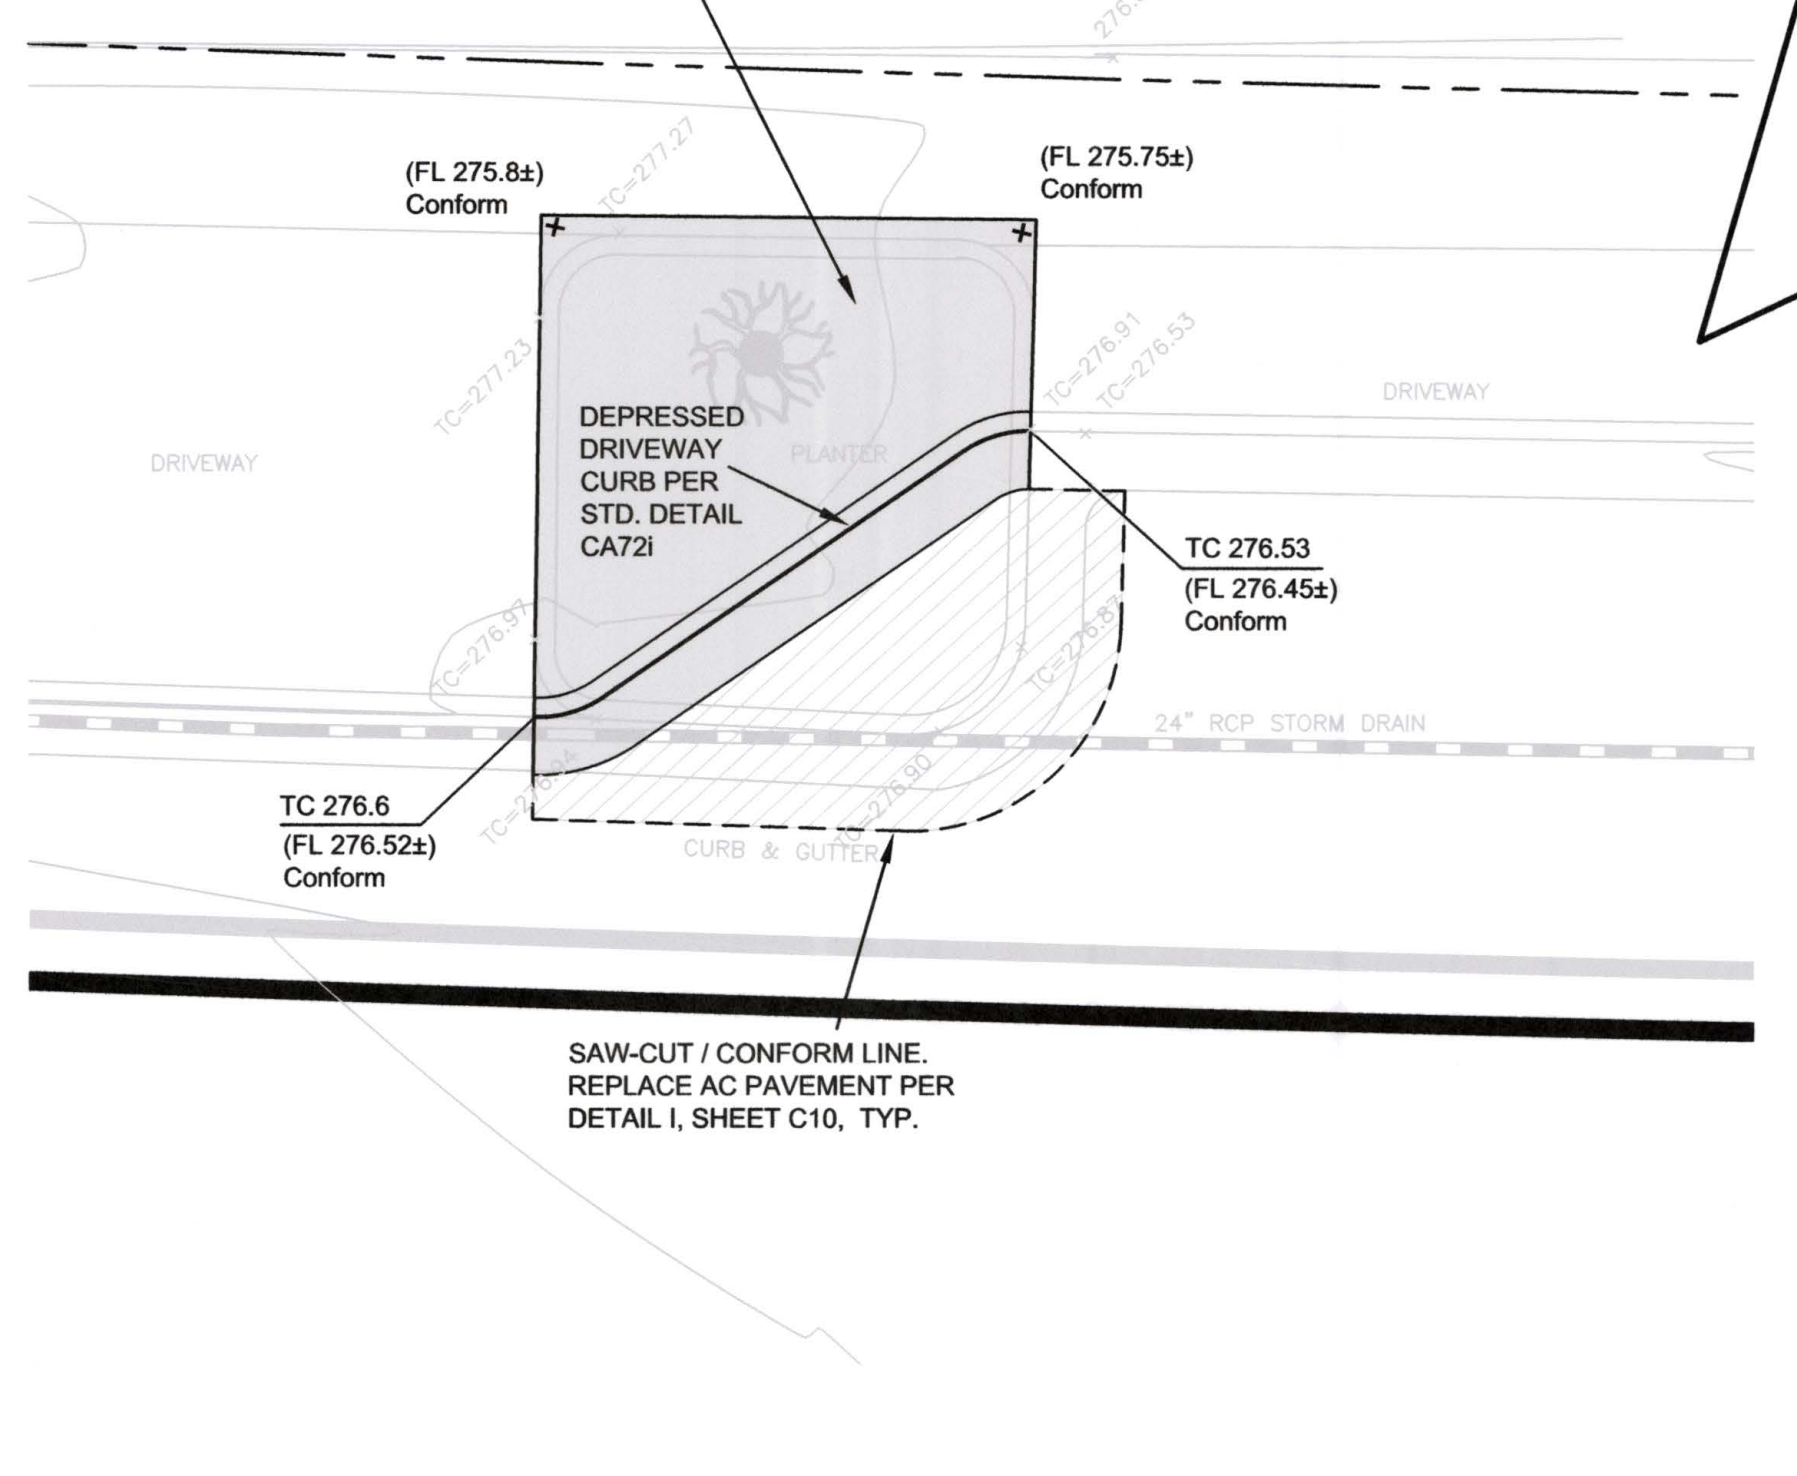 TC=277.27
(FL 275.8±)
Conform
(FL 275.75±)
Conform
TC=277.23
TC=276.91
TC=276.53
DRIVEWAY
DRIVEWAY
DEPRESSED
DRIVEWAY
CURB PER
STD. DETAIL
CA72i
PLANTER
TC 276.53
(FL 276.45±)
Conform
TC=276.97
TC=276.87
24" RCP STORM DRAIN
TC=276.94
TC=276.90
TC 276.6
(FL 276.52±)
Conform
CURB & GUTTER
SAW-CUT / CONFORM LINE.
REPLACE AC PAVEMENT PER
DETAIL I, SHEET C10, TYP.